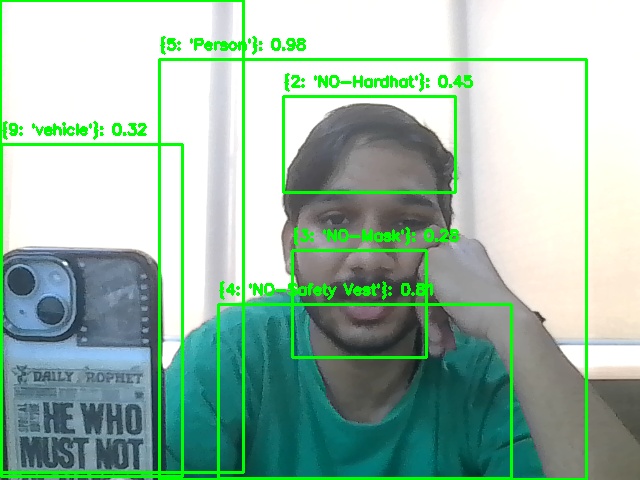 {5: 'Person'}: 0.98
{2: 'NO-Hardhat'}: 0.45
{9: 'vehicle'}: 0.32
{3: 'NO-Mask'}: 0.28
{4: 'NO-Safety Vest'}: 0.81
DAILY PROPHET
HE WHO
MUST NOT